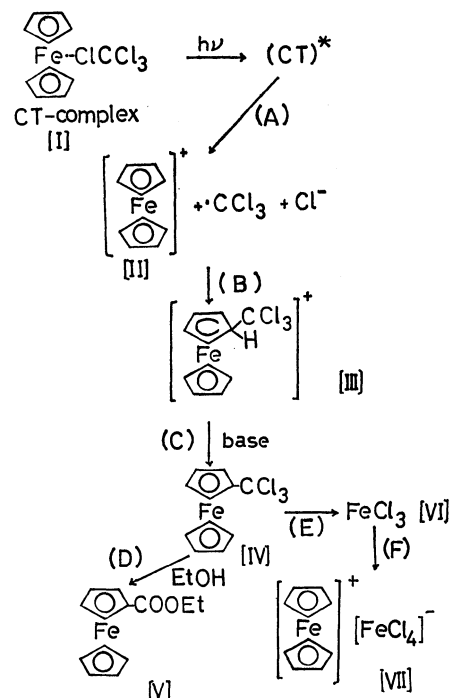 Fe--ClCCl3 hν (CT)*
CT-complex
[I]
(A)
[Fe]+ +·CCl3 + Cl-
[II]
(B)
[CCl3 H Fe]+
[III]
(C) base
CCl3
Fe (E) FeCl3 [VI]
[IV]
(D) EtOH (F)
COOEt
Fe
[V]
[Fe]+ [FeCl4]-
[VII]